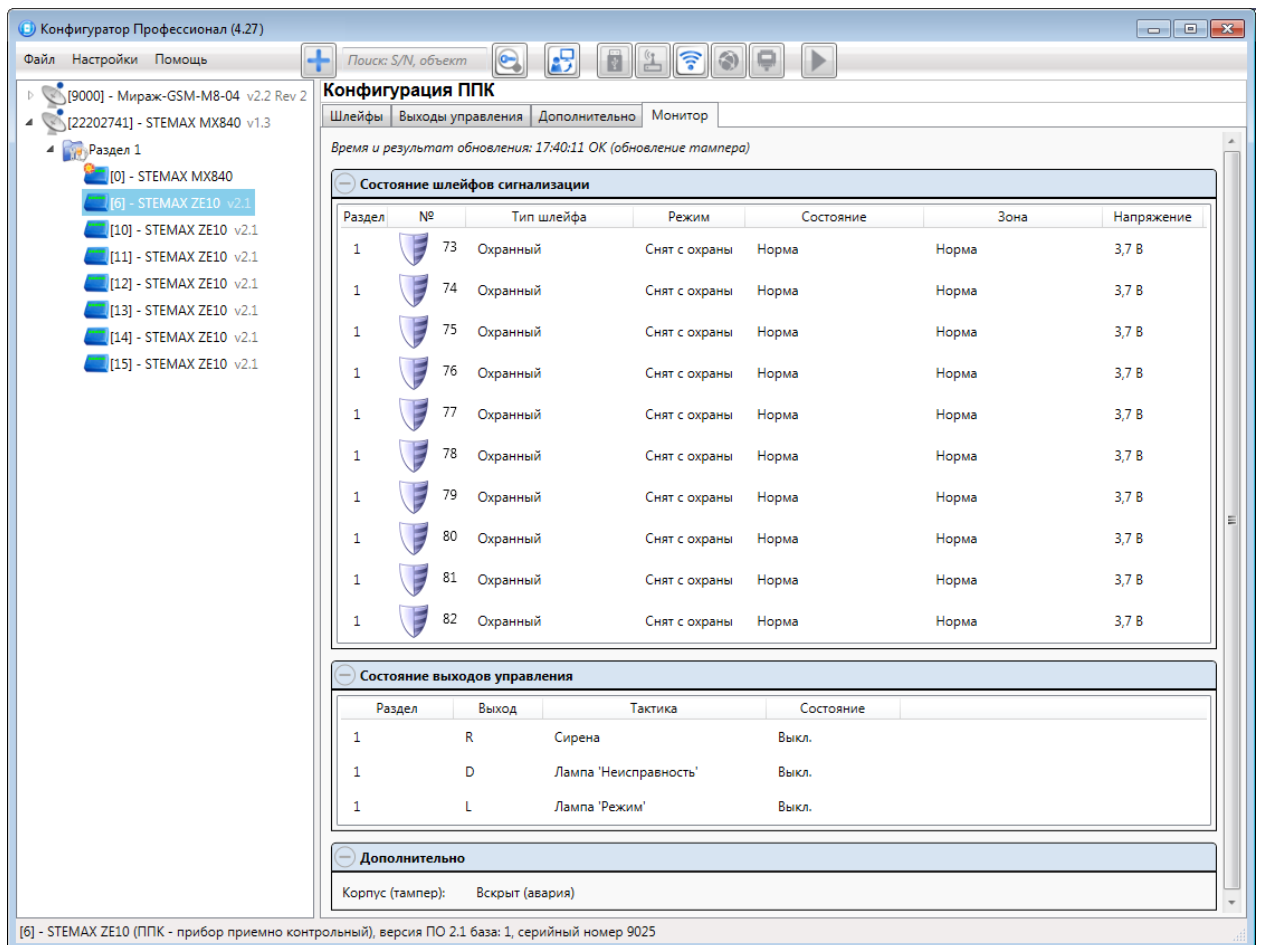 Конфигуратор Профессионал (4.27)
Файл Настройки Помощь Поиск: S/N, объект
[9000] - Мираж-GSM-M8-04 v2.2 Rev 2
[22202741] - STEMAX MX840 v1.3
Раздел 1
[0] - STEMAX MX840
[6] - STEMAX ZE10 v2.1
[10] - STEMAX ZE10 v2.1
[11] - STEMAX ZE10 v2.1
[12] - STEMAX ZE10 v2.1
[13] - STEMAX ZE10 v2.1
[14] - STEMAX ZE10 v2.1
[15] - STEMAX ZE10 v2.1
Конфигурация ППК
Шлейфы Выходы управления Дополнительно Монитор
Время и результат обновления: 17:40:11 ОК (обновление тампера)
Состояние шлейфов сигнализации
Раздел № Тип шлейфа Режим Состояние Зона Напряжение
1 73 Охранный Снят с охраны Норма Норма 3,7 В
1 74 Охранный Снят с охраны Норма Норма 3,7 В
1 75 Охранный Снят с охраны Норма Норма 3,7 В
1 76 Охранный Снят с охраны Норма Норма 3,7 В
1 77 Охранный Снят с охраны Норма Норма 3,7 В
1 78 Охранный Снят с охраны Норма Норма 3,7 В
1 79 Охранный Снят с охраны Норма Норма 3,7 В
1 80 Охранный Снят с охраны Норма Норма 3,7 В
1 81 Охранный Снят с охраны Норма Норма 3,7 В
1 82 Охранный Снят с охраны Норма Норма 3,7 В
Состояние выходов управления
Раздел Выход Тактика Состояние
1 R Сирена Выкл.
1 D Лампа 'Неисправность' Выкл.
1 L Лампа 'Режим' Выкл.
Дополнительно
Корпус (тампер): Вскрыт (авария)
[6] - STEMAX ZE10 (ППК - прибор приемно контрольный), версия ПО 2.1 база: 1, серийный номер 9025